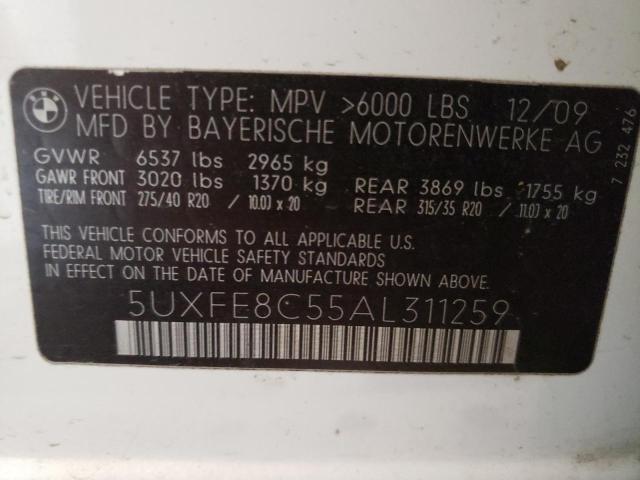 BMW
VEHICLE TYPE: MPV >6000 LBS 12/09
MFD BY BAYERISCHE MOTORENWERKE AG
GVWR 6537 lbs 2965 kg
GAWR FRONT 3020 lbs 1370 kg REAR 3869 lbs 1755 kg
TIRE/RIM FRONT 275/40 R20 / 10.0J x 20 REAR 315/35 R20 / 11.0J x 20
THIS VEHICLE CONFORMS TO ALL APPLICABLE U.S.
FEDERAL MOTOR VEHICLE SAFETY STANDARDS
IN EFFECT ON THE DATE OF MANUFACTURE SHOWN ABOVE.
5UXFE8C55AL311259
7 232 476